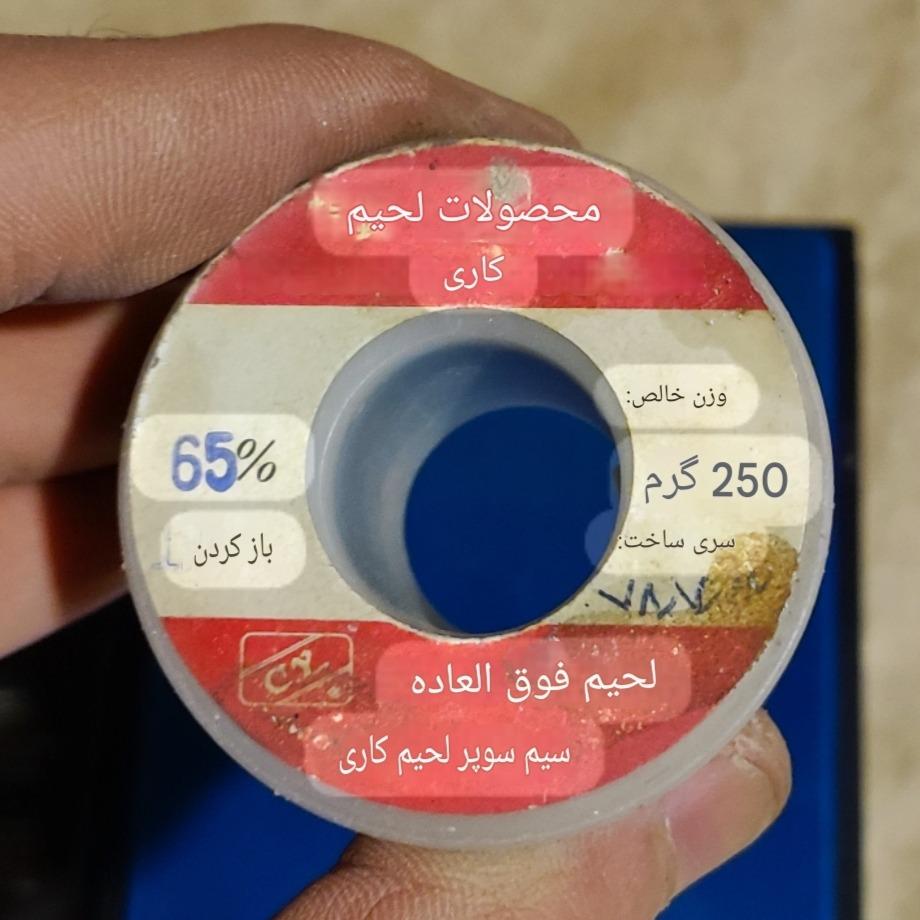 محصولات لحیم
کاری
وزن خالص:
65%
250 گرم
باز کردن
سری ساخت:
لحیم فوق العاده
سیم سوپر لحیم کاری